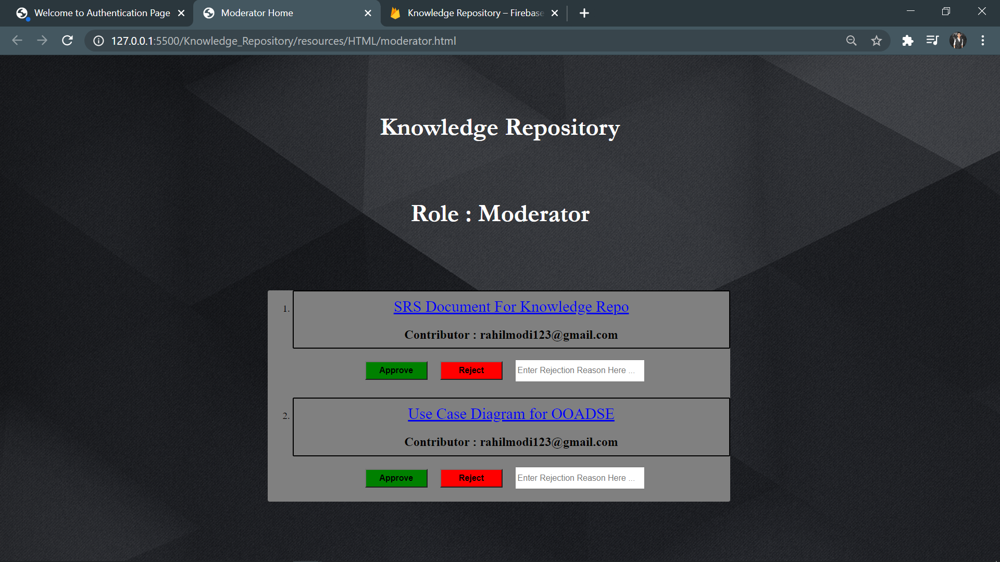 Welcome to Authentication Page
Moderator Home
Knowledge Repository – Firebase
127.0.0.1:5500/Knowledge_Repository/resources/HTML/moderator.html
Knowledge Repository
Role : Moderator
1. SRS Document For Knowledge Repo
Contributor : rahilmodi123@gmail.com
Approve Reject Enter Rejection Reason Here ...
2. Use Case Diagram for OOADSE
Contributor : rahilmodi123@gmail.com
Approve Reject Enter Rejection Reason Here ...